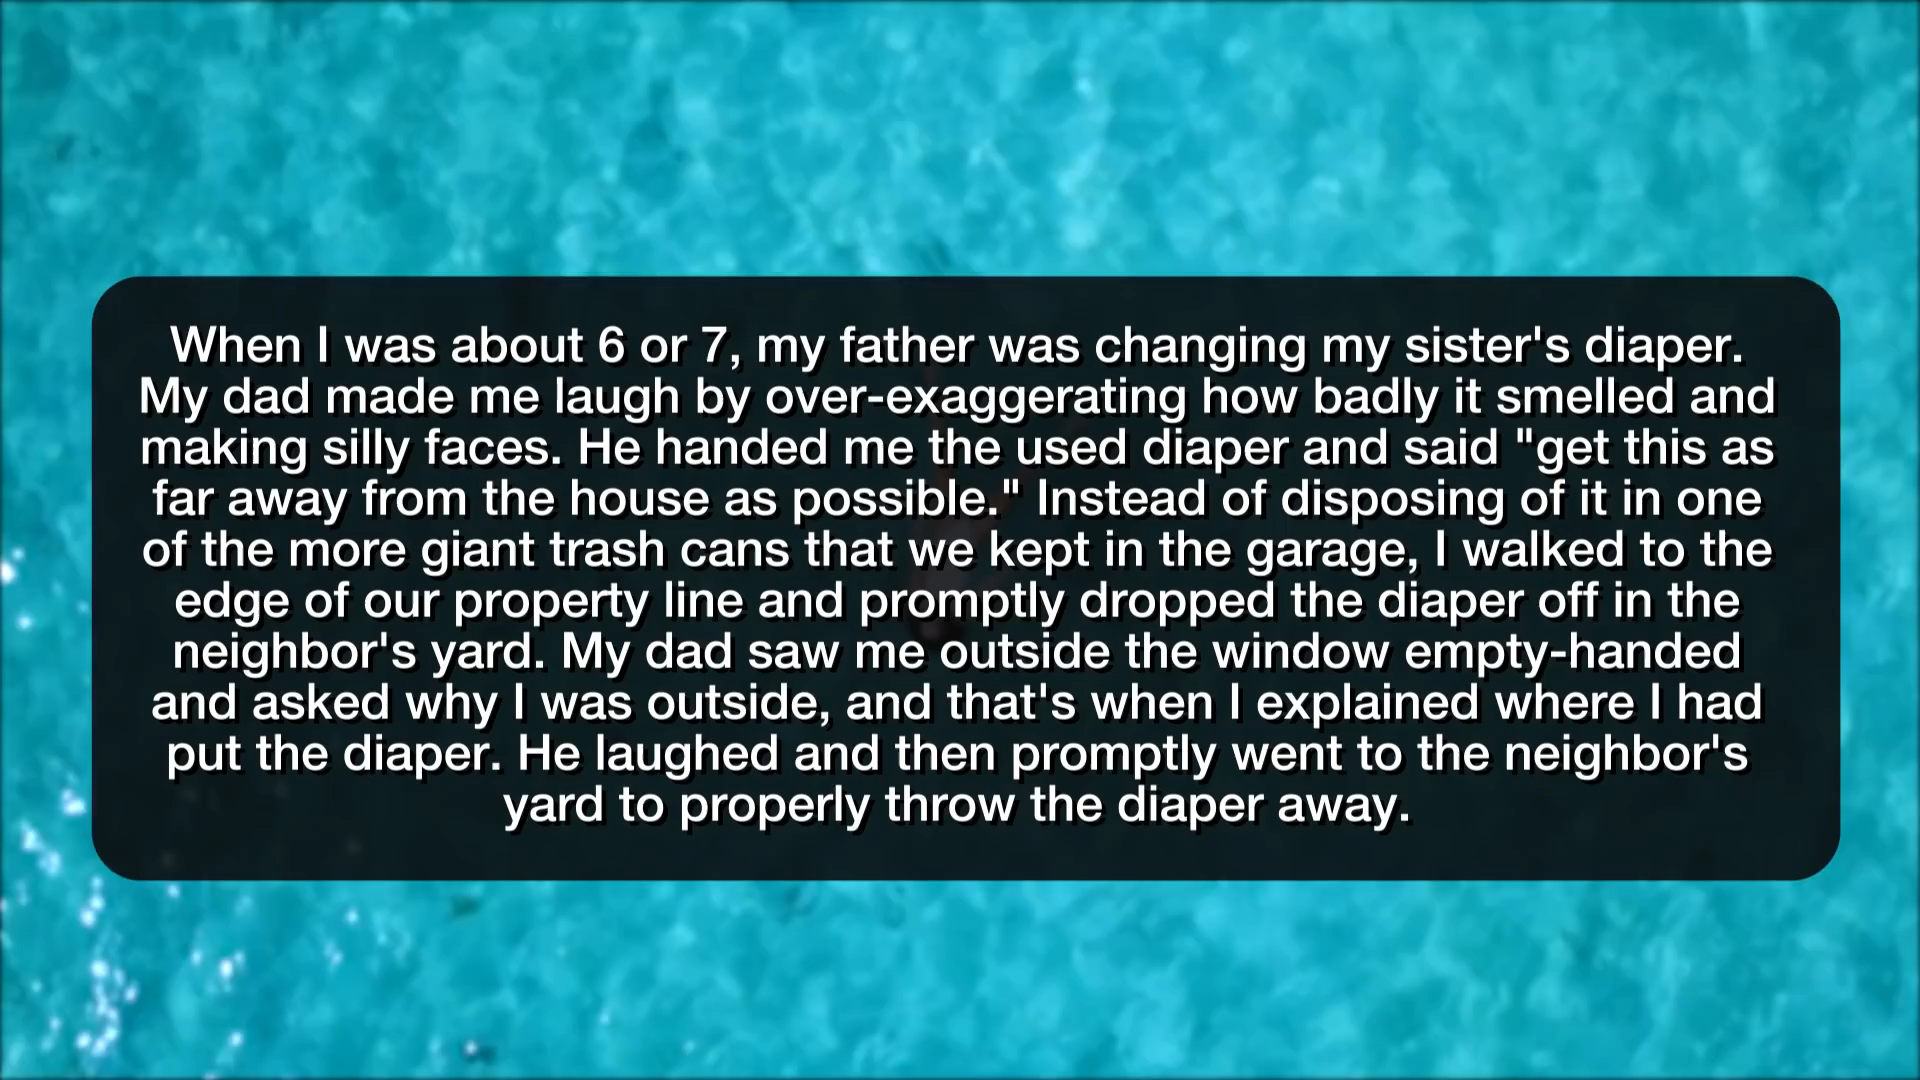 When I was about 6 or 7, my father was changing my sister's diaper.
My dad made me laugh by over-exaggerating how badly it smelled and
making silly faces. He handed me the used diaper and said "get this as
far away from the house as possible." Instead of disposing of it in one
of the more giant trash cans that we kept in the garage, I walked to the
edge of our property line and promptly dropped the diaper off in the
neighbor's yard. My dad saw me outside the window empty-handed
and asked why I was outside, and that's when I explained where I had
put the diaper. He laughed and then promptly went to the neighbor's
yard to properly throw the diaper away.